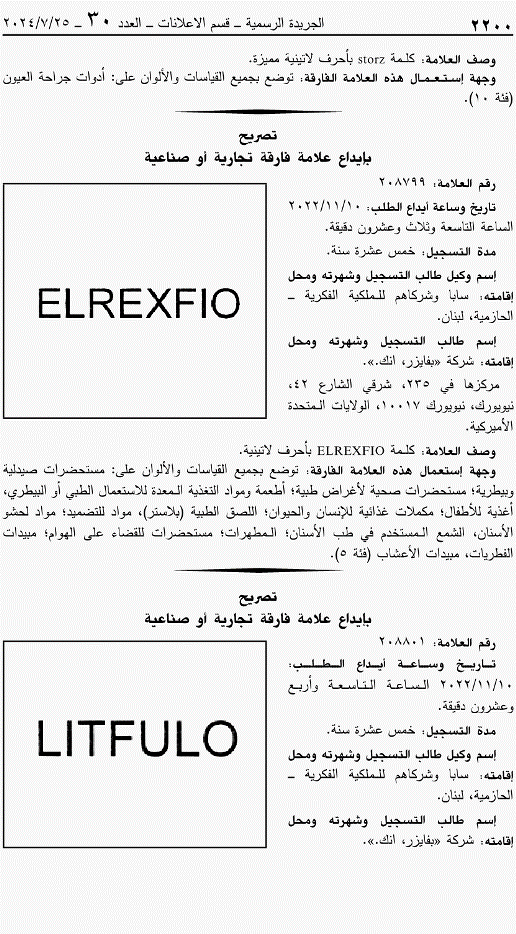 ٢٢٠٠ الجريدة الرسمية ــ قسم الاعلانات ــ العدد ٣٠ ــ ٢٠٢٤/٧/٢٥
وصف العلامة: كلمة storz بأحرف لاتينية مميزة.
وجهة إستعمال هذه العلامة الفارقة: توضع بجميع القياسات والألوان على: أدوات جراحة العيون
(فئة ١٠).
تصريح
بإيداع علامة فارقة تجارية أو صناعية
رقم العلامة: ٢٠٨٧٩٩
تاريخ وساعة أيداع الطلب: ٢٠٢٢/١١/١٠
الساعة التاسعة وثلاث وعشرون دقيقة.
مدة التسجيل: خمس عشرة سنة.
إسم وكيل طالب التسجيل وشهرته ومحل
إقامته: سابا وشركاهم للملكية الفكرية ــ
الحازمية، لبنان.
إسم طالب التسجيل وشهرته ومحل
إقامته: شركة «بفايزر، انك.».
مركزها في ٢٣٥، شرقي الشارع ٤٢،
نيويورك، نيويورك ١٠٠١٧، الولايات المتحدة
الأميركية.
ELREXFIO
وصف العلامة: كلمة ELREXFIO بأحرف لاتينية.
وجهة إستعمال هذه العلامة الفارقة: توضع بجميع القياسات والألوان على: مستحضرات صيدلية
وبيطرية؛ مستحضرات صحية لأغراض طبية؛ أطعمة ومواد التغذية المعدة للاستعمال الطبي أو البيطري،
أغذية للأطفال؛ مكملات غذائية للإنسان والحيوان؛ اللصق الطبية (بلاستر)، مواد للتضميد؛ مواد لحشو
الأسنان، الشمع المستخدم في طب الأسنان؛ المطهرات؛ مستحضرات للقضاء على الهوام؛ مبيدات
الفطريات، مبيدات الأعشاب (فئة ٥).
تصريح
بإيداع علامة فارقة تجارية أو صناعية
رقم العلامة: ٢٠٨٨٠١
تاريخ وساعة أيداع الطلب:
٢٠٢٢/١١/١٠ الساعة التاسعة وأربع
وعشرون دقيقة.
مدة التسجيل: خمس عشرة سنة.
إسم وكيل طالب التسجيل وشهرته ومحل
إقامته: سابا وشركاهم للملكية الفكرية ــ
الحازمية، لبنان.
إسم طالب التسجيل وشهرته ومحل
إقامته: شركة «بفايزر، انك.».
LITFULO